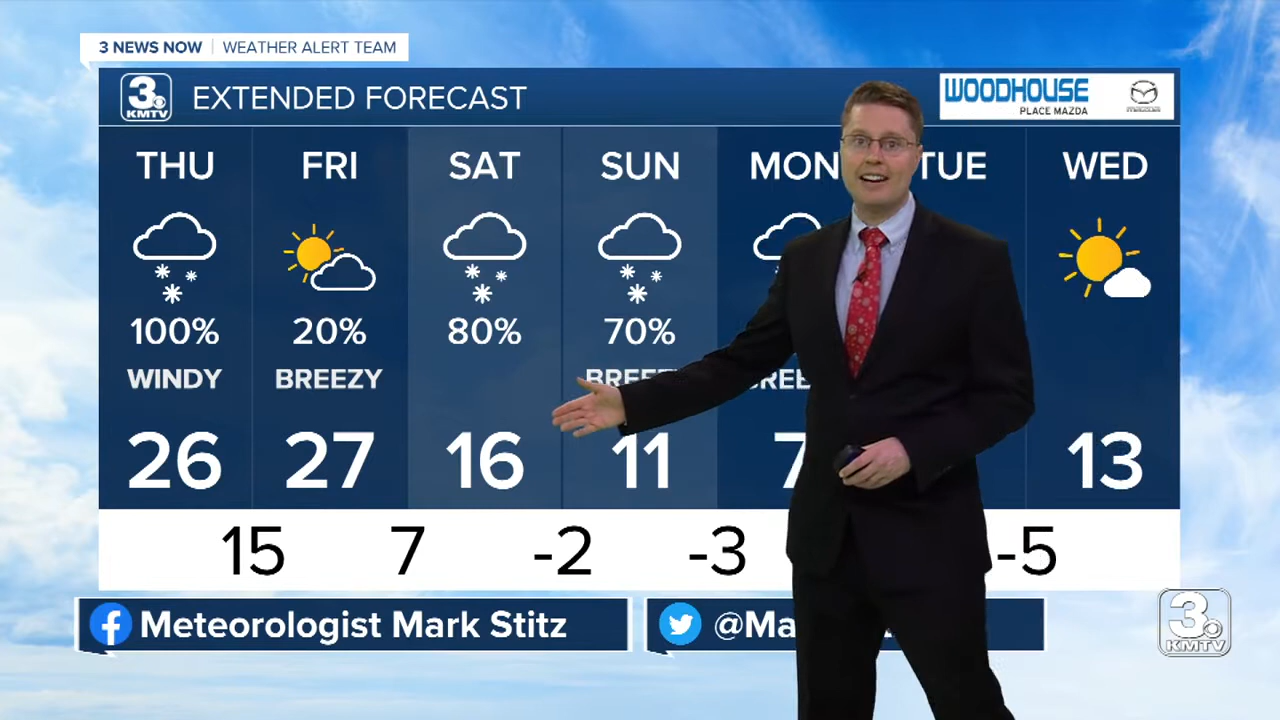 3 NEWS NOW | WEATHER ALERT TEAM
3 KMTV EXTENDED FORECAST WOODHOUSE
PLACE MAZDA
THU FRI SAT SUN MON TUE WED
100% 20% 80% 70%
WINDY BREEZY
26 27 16 11 7 13
15 7 -2 -3 -5
Meteorologist Mark Stitz @Ma
3 KMTV